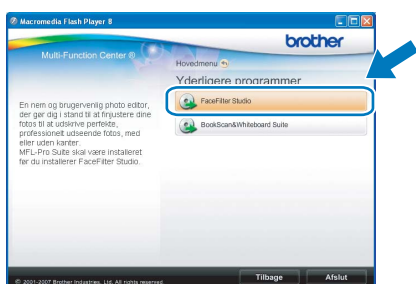 Macromedia Flash Player 8
brother
Multi-Function Center ®
Hovedmenu
Yderligere programmer
FaceFilter Studio
BookScan&Whiteboard Suite
En nem og brugervenlig photo editor,
der gør dig i stand til at finjustere dine
fotos til at udskrive perfekte,
professionelt udseende fotos, med
eller uden kanter.
MFL-Pro Suite skal være installeret
før du installerer FaceFilter Studio.
© 2001-2007 Brother Industries, Ltd. All rights reserved.
Tilbage
Afslut